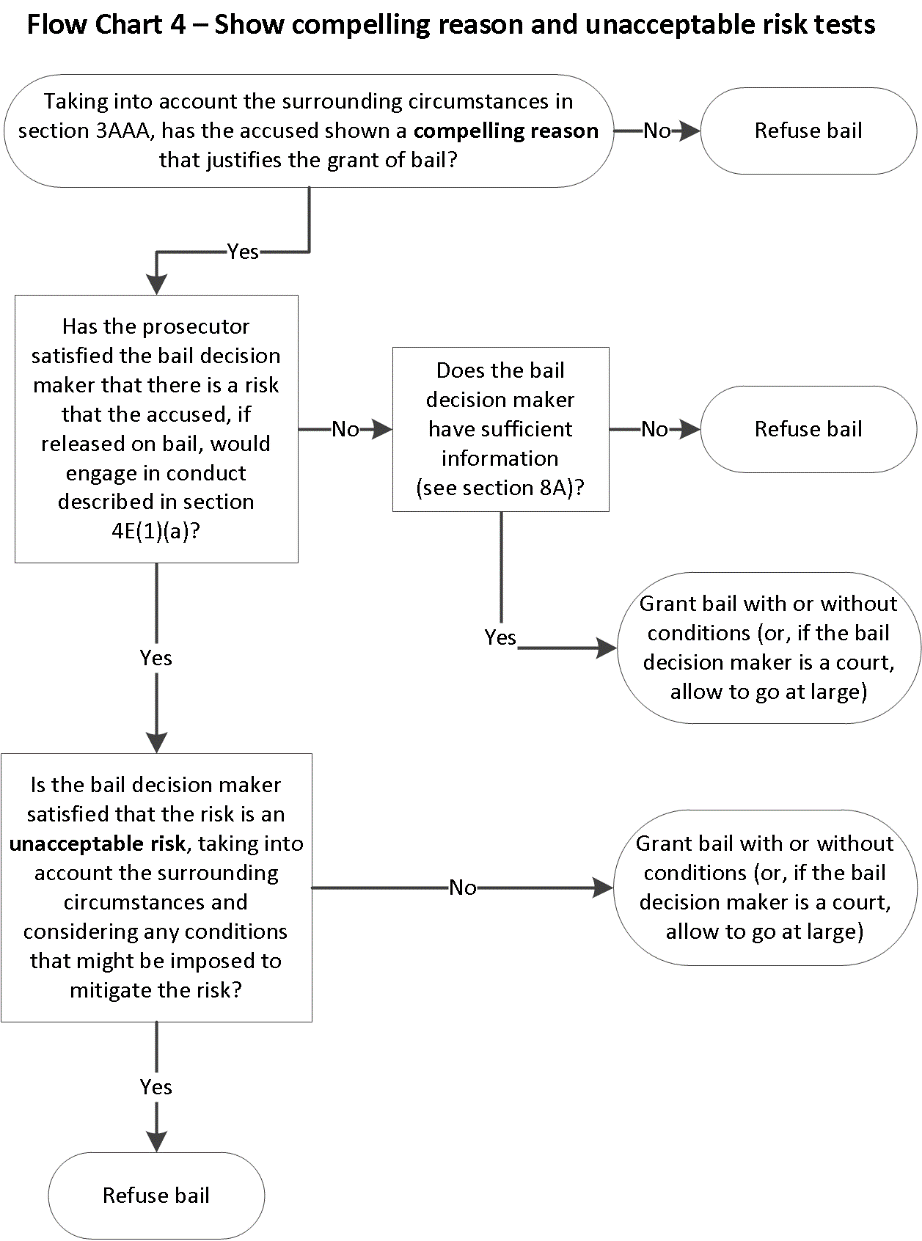 Flow Chart 4 – Show compelling reason and unacceptable risk tests
Taking into account the surrounding circumstances in
section 3AAA, has the accused shown a compelling reason
that justifies the grant of bail?
No
Refuse bail
Yes
Has the prosecutor
satisfied the bail decision
maker that there is a risk
that the accused, if
released on bail, would
engage in conduct
described in section
4E(1)(a)?
No
Does the bail
decision maker
have sufficient
information
(see section 8A)?
No
Refuse bail
Yes
Grant bail with or without
conditions (or, if the bail
decision maker is a court,
allow to go at large)
Yes
Is the bail decision maker
satisfied that the risk is an
unacceptable risk, taking into
account the surrounding
circumstances and
considering any conditions
that might be imposed to
mitigate the risk?
No
Grant bail with or without
conditions (or, if the bail
decision maker is a court,
allow to go at large)
Yes
Refuse bail